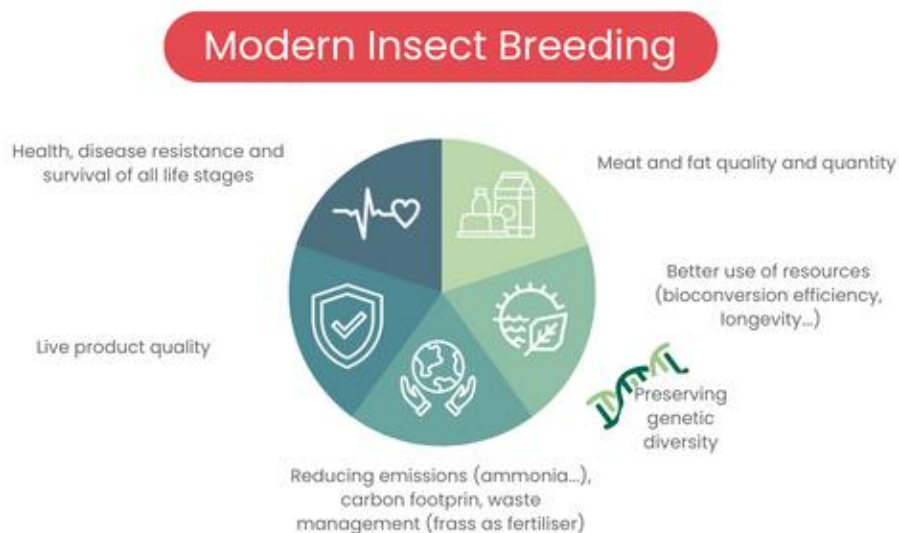 Modern Insect Breeding
Health, disease resistance and
survival of all life stages
Meat and fat quality and quantity
Better use of resources
(bioconversion efficiency,
longevity...)
Live product quality
Preserving
genetic
diversity
Reducing emissions (ammonia...),
carbon footprin, waste
management (frass as fertiliser)